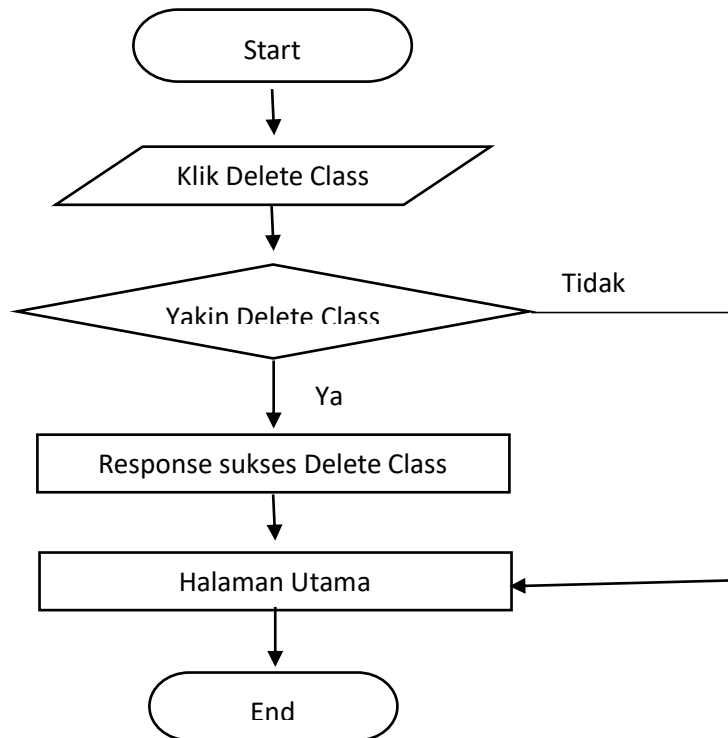 Start
Klik Delete Class
Tidak
Yakin Delete Class
Ya
Response sukses Delete Class
Halaman Utama
End